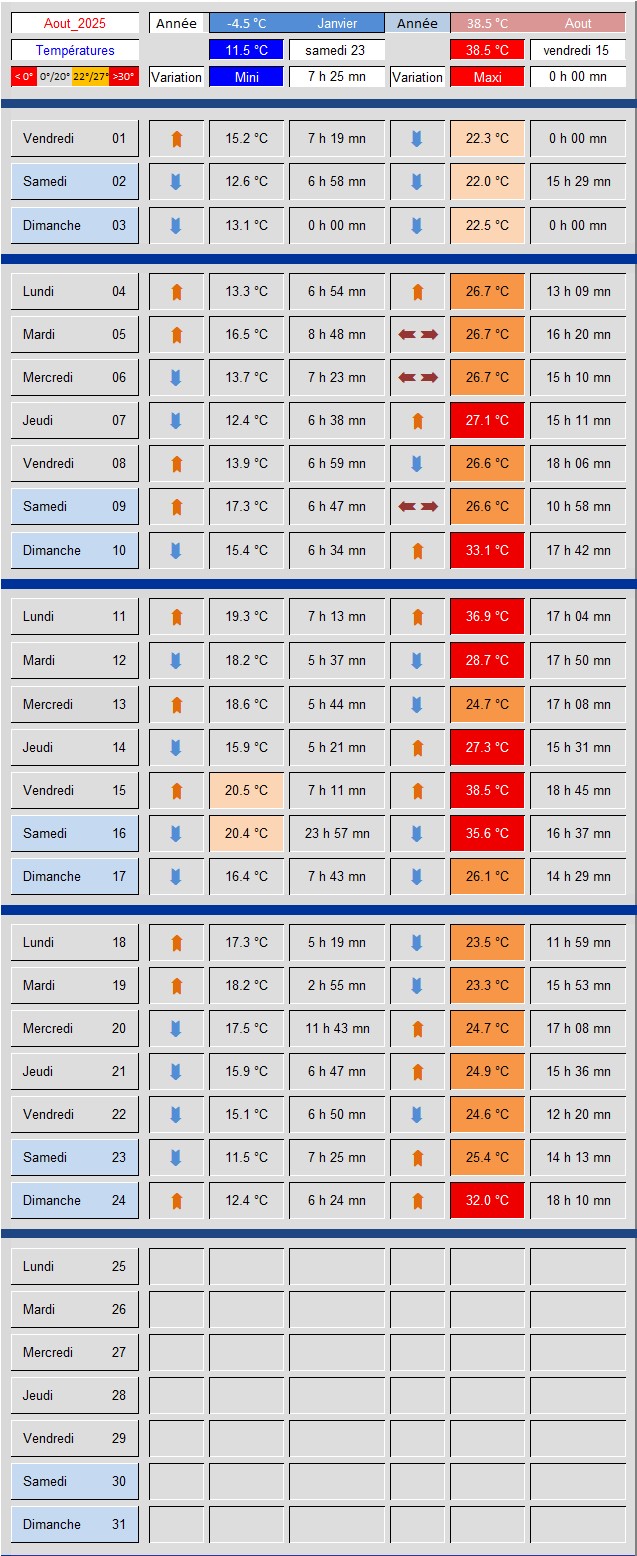 Aout_2025 Année -4.5 °C Janvier Année 38.5 °C Aout
Températures 11.5 °C samedi 23 38.5 °C vendredi 15
< 0° 0°/20° 22°/27° >30° Variation Mini 7 h 25 mn Variation Maxi 0 h 00 mn
Vendredi 01 15.2 °C 7 h 19 mn 22.3 °C 0 h 00 mn
Samedi 02 12.6 °C 6 h 58 mn 22.0 °C 15 h 29 mn
Dimanche 03 13.1 °C 0 h 00 mn 22.5 °C 0 h 00 mn
Lundi 04 13.3 °C 6 h 54 mn 26.7 °C 13 h 09 mn
Mardi 05 16.5 °C 8 h 48 mn 26.7 °C 16 h 20 mn
Mercredi 06 13.7 °C 7 h 23 mn 26.7 °C 15 h 10 mn
Jeudi 07 12.4 °C 6 h 38 mn 27.1 °C 15 h 11 mn
Vendredi 08 13.9 °C 6 h 59 mn 26.6 °C 18 h 06 mn
Samedi 09 17.3 °C 6 h 47 mn 26.6 °C 10 h 58 mn
Dimanche 10 15.4 °C 6 h 34 mn 33.1 °C 17 h 42 mn
Lundi 11 19.3 °C 7 h 13 mn 36.9 °C 17 h 04 mn
Mardi 12 18.2 °C 5 h 37 mn 28.7 °C 17 h 50 mn
Mercredi 13 18.6 °C 5 h 44 mn 24.7 °C 17 h 08 mn
Jeudi 14 15.9 °C 5 h 21 mn 27.3 °C 15 h 31 mn
Vendredi 15 20.5 °C 7 h 11 mn 38.5 °C 18 h 45 mn
Samedi 16 20.4 °C 23 h 57 mn 35.6 °C 16 h 37 mn
Dimanche 17 16.4 °C 7 h 43 mn 26.1 °C 14 h 29 mn
Lundi 18 17.3 °C 5 h 19 mn 23.5 °C 11 h 59 mn
Mardi 19 18.2 °C 2 h 55 mn 23.3 °C 15 h 53 mn
Mercredi 20 17.5 °C 11 h 43 mn 24.7 °C 17 h 08 mn
Jeudi 21 15.9 °C 6 h 47 mn 24.9 °C 15 h 36 mn
Vendredi 22 15.1 °C 6 h 50 mn 24.6 °C 12 h 20 mn
Samedi 23 11.5 °C 7 h 25 mn 25.4 °C 14 h 13 mn
Dimanche 24 12.4 °C 6 h 24 mn 32.0 °C 18 h 10 mn
Lundi 25
Mardi 26
Mercredi 27
Jeudi 28
Vendredi 29
Samedi 30
Dimanche 31